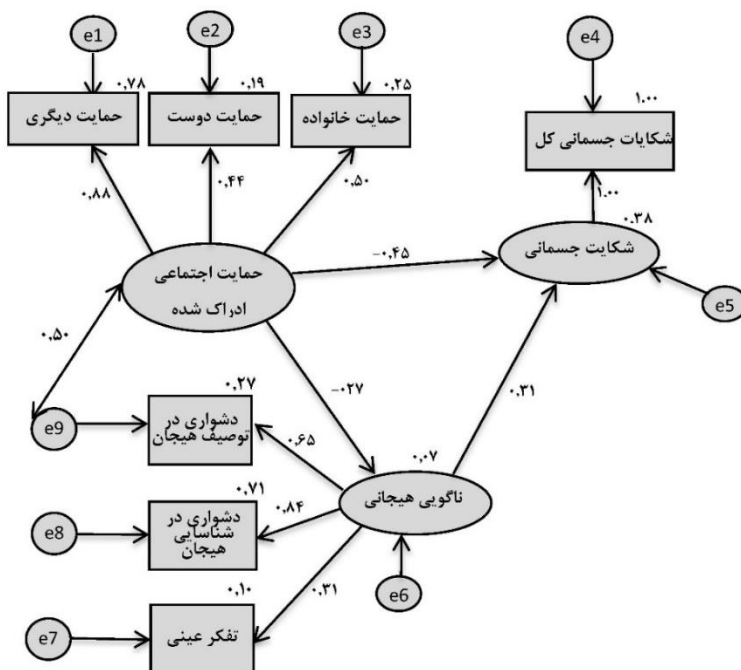 e1
e2
e3
e4
۰,۷۸
۰,۱۹
۰,۲۵
۱.۰۰
حمایت دیگری
حمایت دوست
حمایت خانواده
شکایات جسمانی کل
۰,۸۸
۰,۴۴
۰,۵۰
۱.۰۰
۰.۳۸
شکایت جسمانی
حمایت اجتماعی
ادراک شده
-۰,۴۵
e5
۰,۵۰
-۰۲۷
۰,۳۱
۰,۲۷
e9
دشواری در
توصیف هیجان
۰,۶۵
۰,۰۷
ناگویی هیجانی
۰,۷۱
e8
دشواری در
شناسایی
هیجان
۰,۸۴
e6
۰,۱۰
۰,۳۱
e7
تفکر عینی